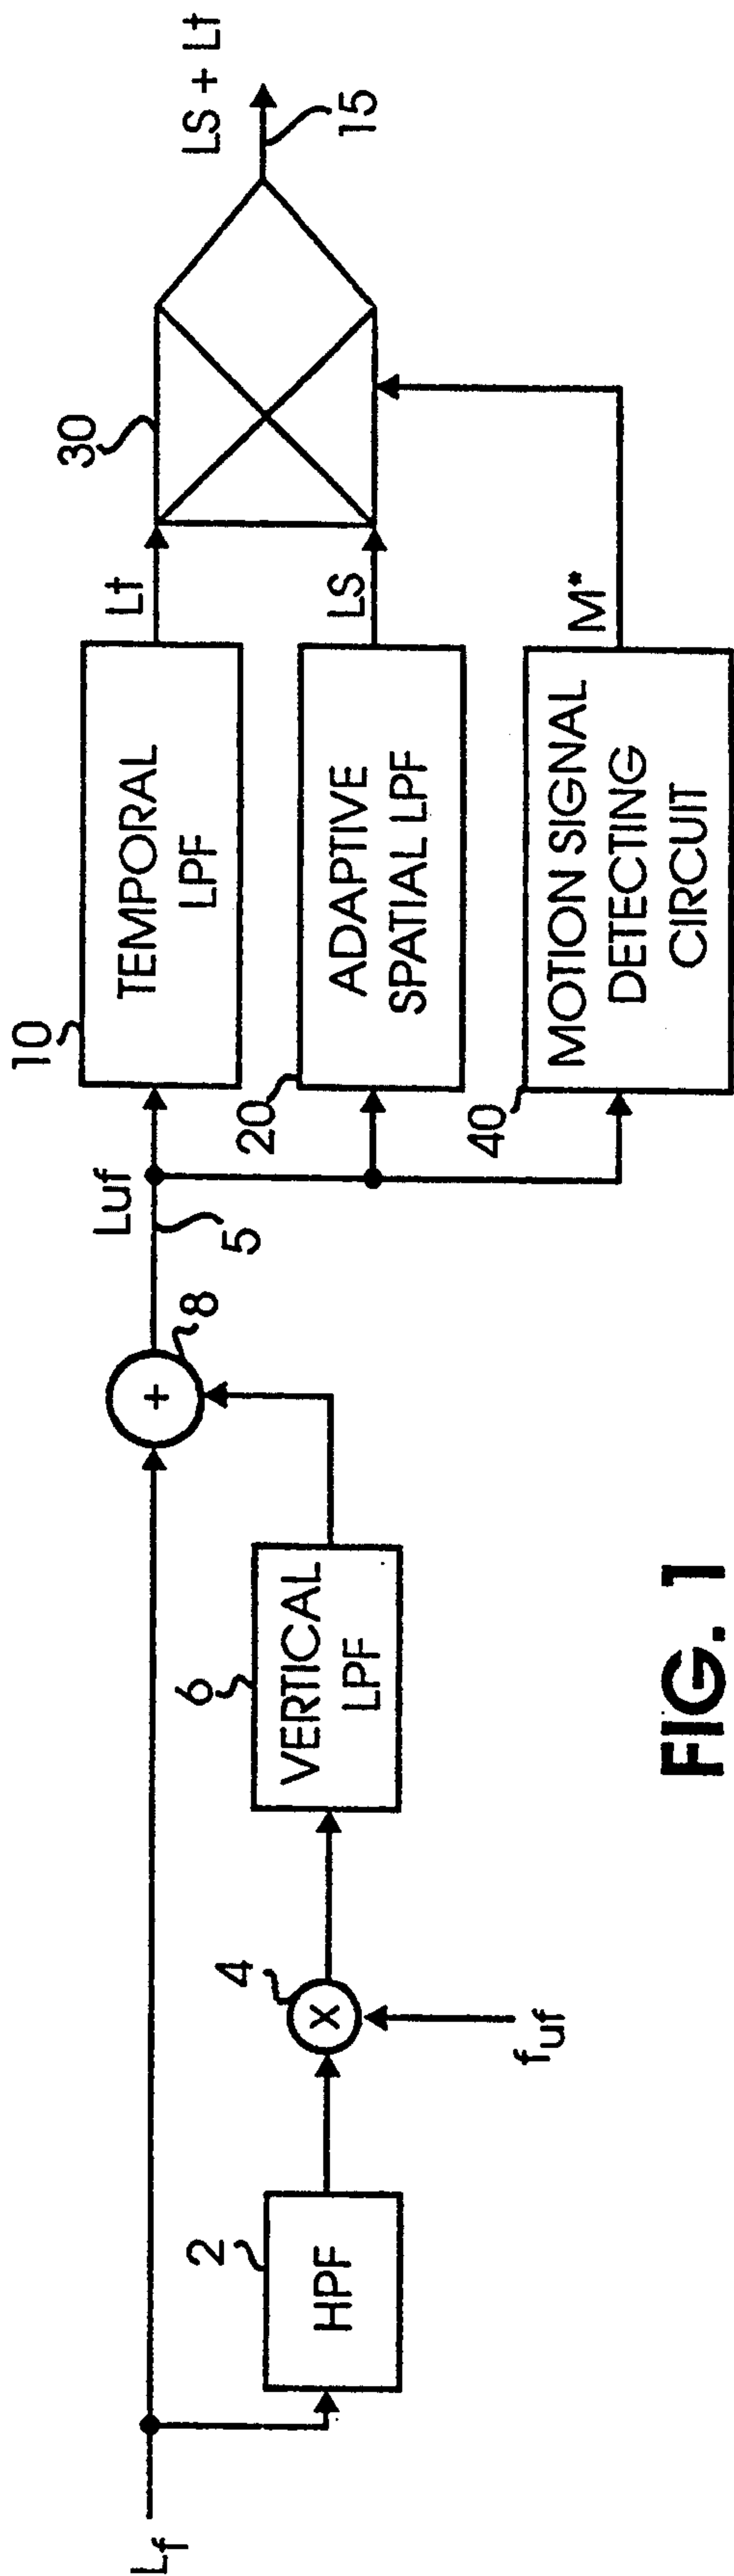 Lf
2
HPF
4
X
fuf
6
VERTICAL
LPF
8
+
Luf
5
10
TEMPORAL
LPF
Lt
20
ADAPTIVE
SPATIAL LPF
LS
40
MOTION SIGNAL
DETECTING
CIRCUIT
M*
30
LS + Lt
15
FIG. 1